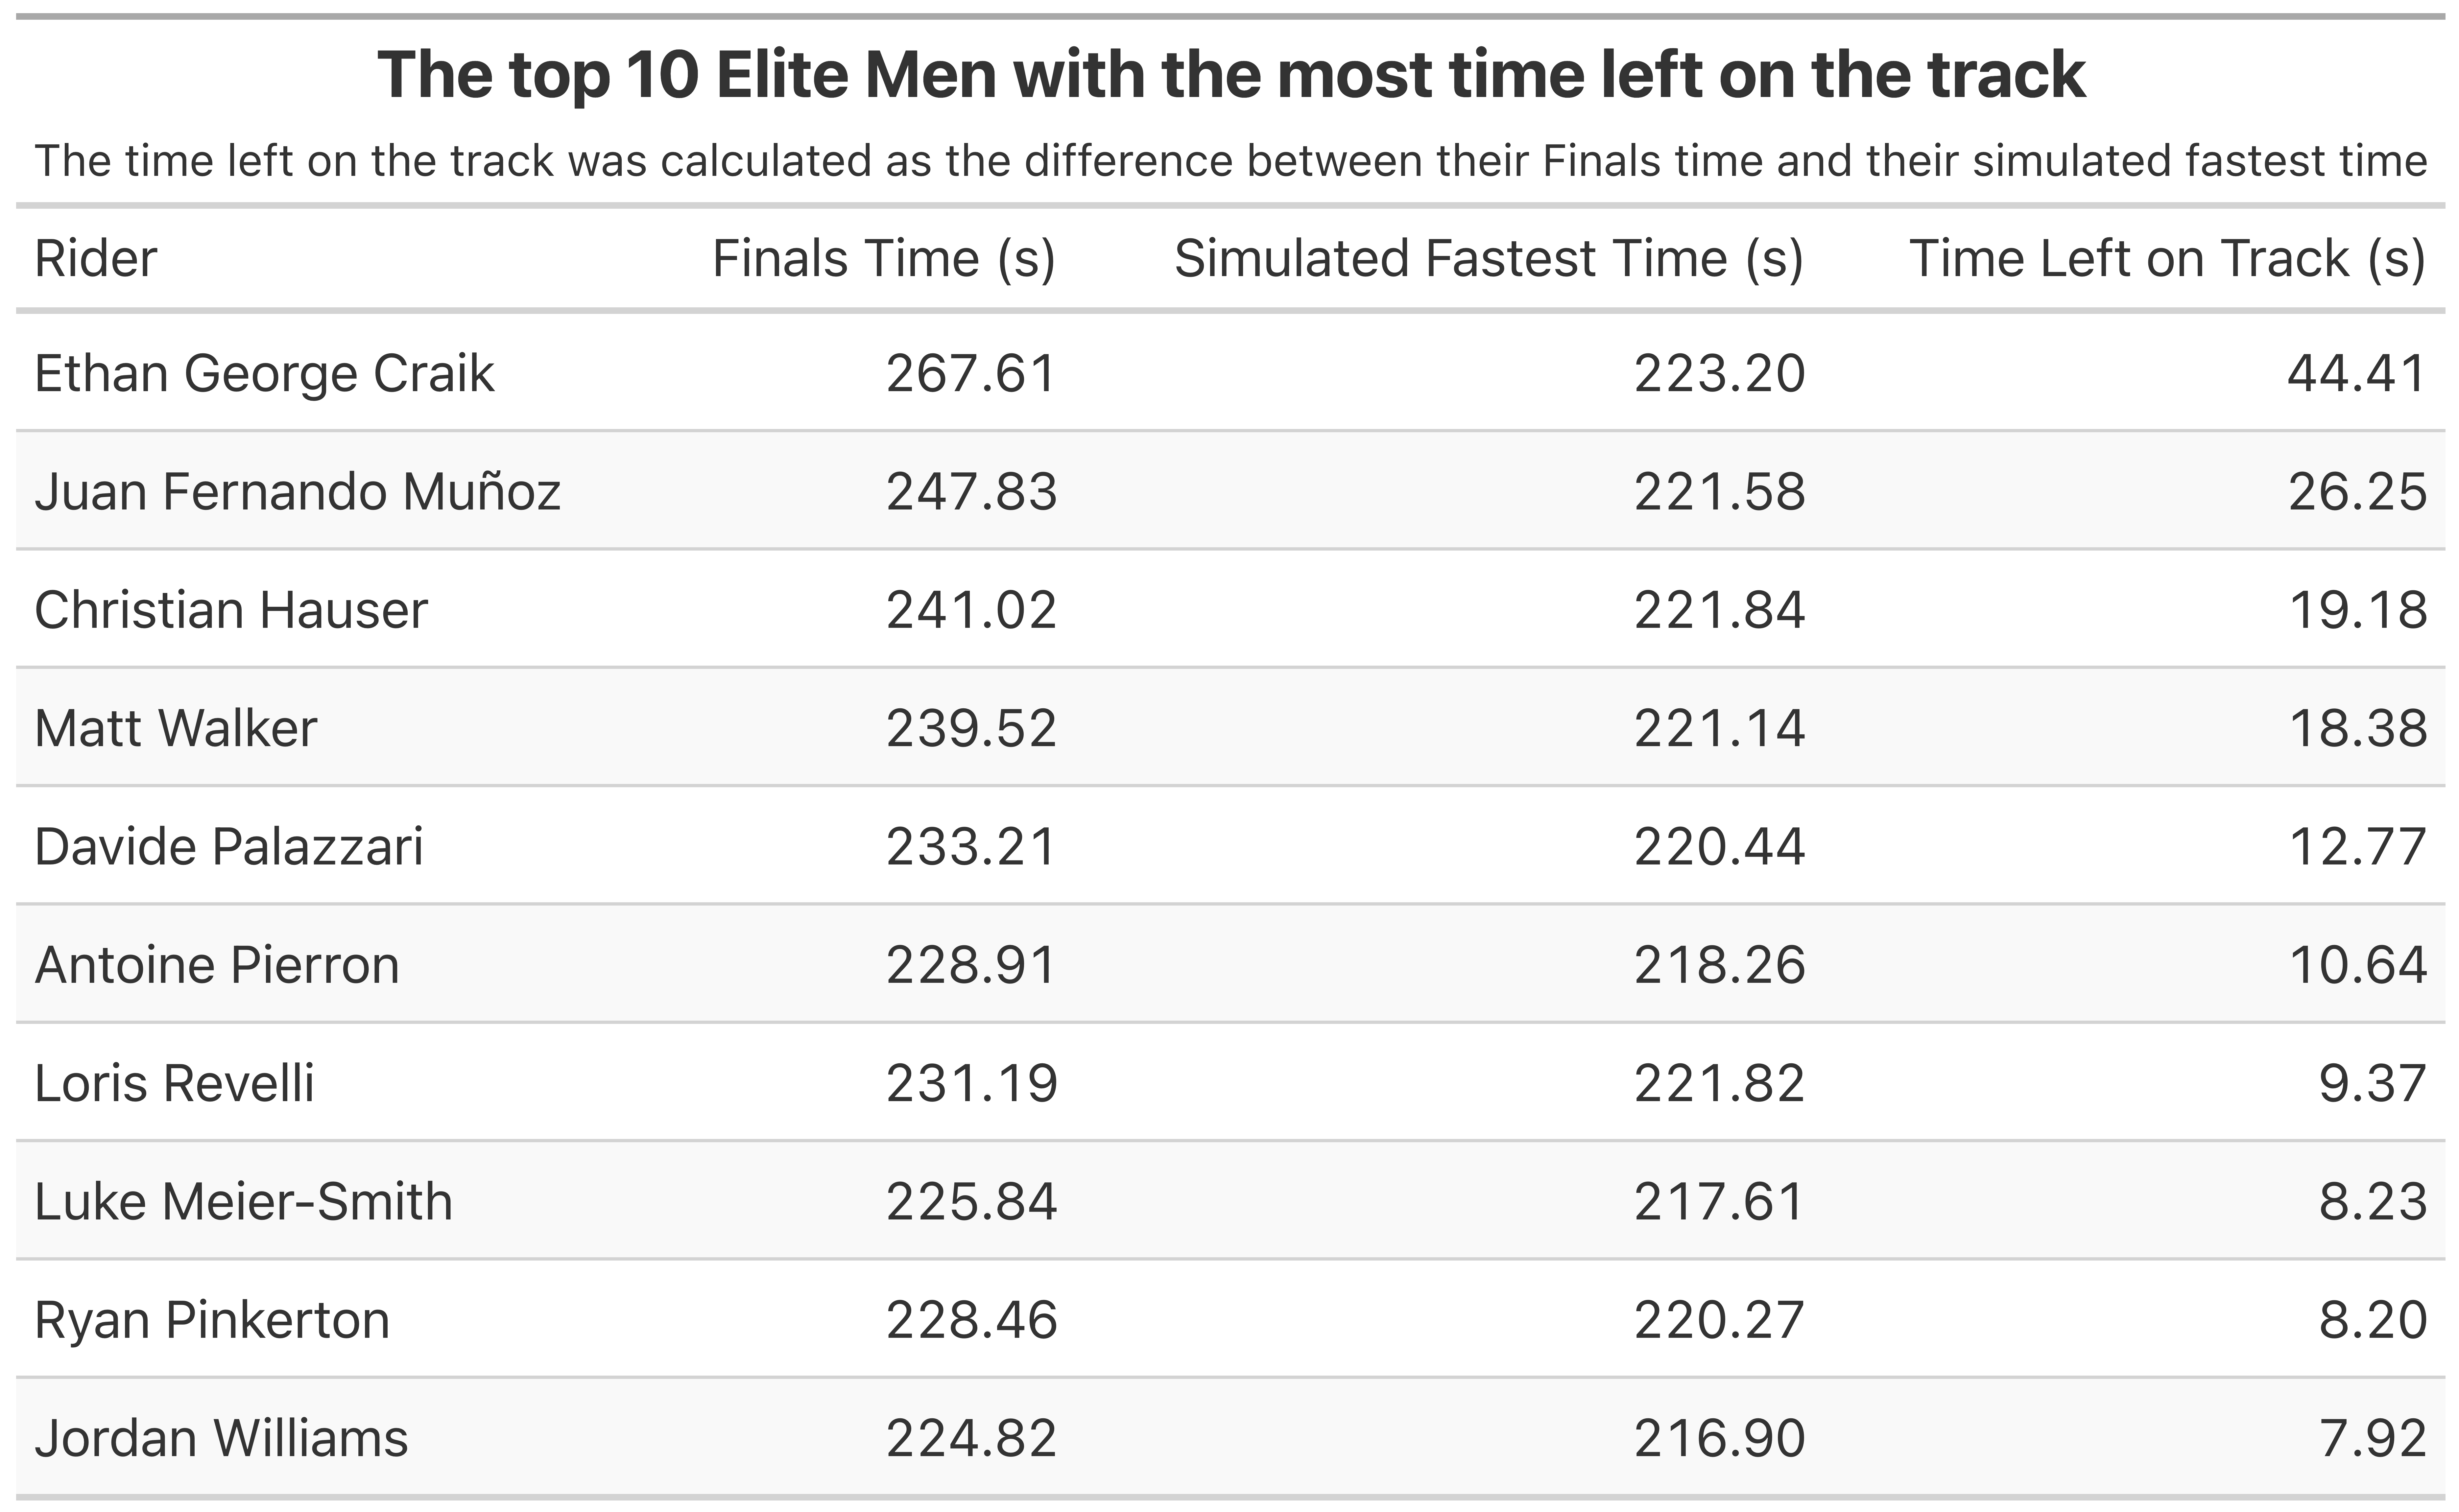 The top 10 Elite Men with the most time left on the track
The time left on the track was calculated as the difference between their Finals time and their simulated fastest time
Rider Finals Time (s) Simulated Fastest Time (s) Time Left on Track (s)
Ethan George Craik 267.61 223.20 44.41
Juan Fernando Muñoz 247.83 221.58 26.25
Christian Hauser 241.02 221.84 19.18
Matt Walker 239.52 221.14 18.38
Davide Palazzari 233.21 220.44 12.77
Antoine Pierron 228.91 218.26 10.64
Loris Revelli 231.19 221.82 9.37
Luke Meier-Smith 225.84 217.61 8.23
Ryan Pinkerton 228.46 220.27 8.20
Jordan Williams 224.82 216.90 7.92